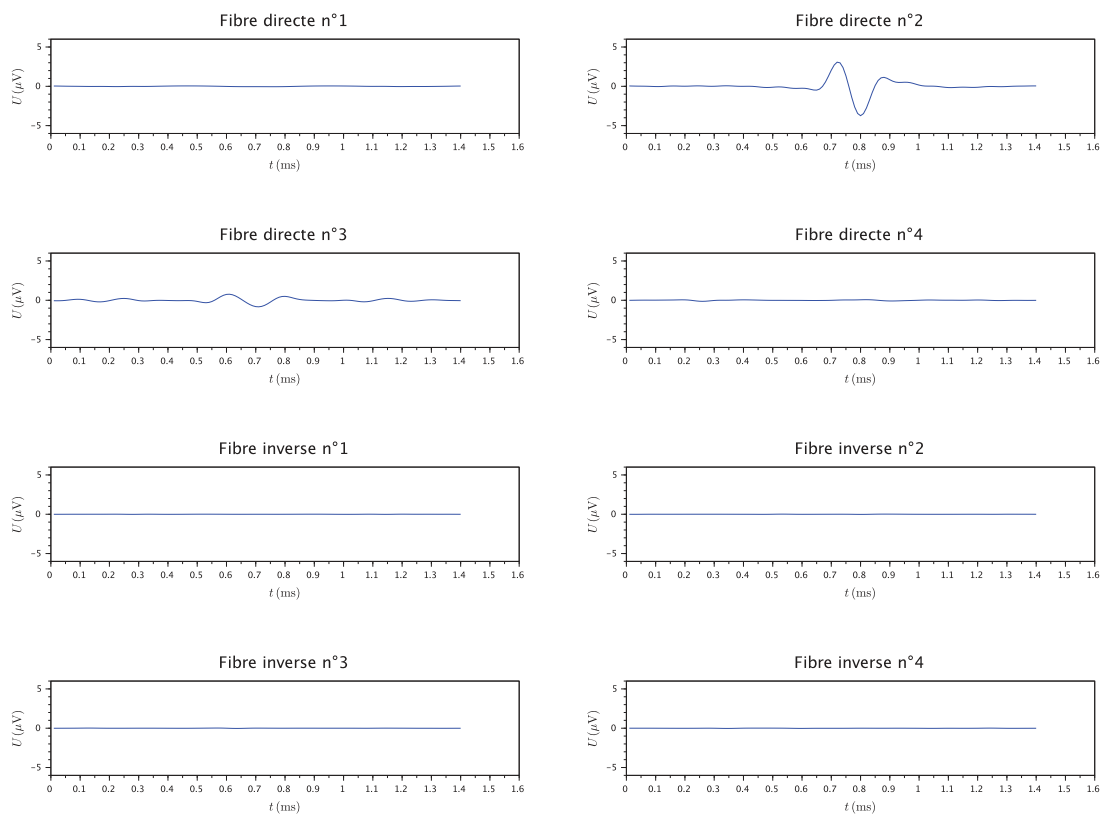 Fibre directe n°1
U (μV)
5
0
−5
0 0.1 0.2 0.3 0.4 0.5 0.6 0.7 0.8 0.9 1 1.1 1.2 1.3 1.4 1.5 1.6
t (ms)
Fibre directe n°2
U (μV)
5
0
−5
0 0.1 0.2 0.3 0.4 0.5 0.6 0.7 0.8 0.9 1 1.1 1.2 1.3 1.4 1.5 1.6
t (ms)
Fibre directe n°3
U (μV)
5
0
−5
0 0.1 0.2 0.3 0.4 0.5 0.6 0.7 0.8 0.9 1 1.1 1.2 1.3 1.4 1.5 1.6
t (ms)
Fibre directe n°4
U (μV)
5
0
−5
0 0.1 0.2 0.3 0.4 0.5 0.6 0.7 0.8 0.9 1 1.1 1.2 1.3 1.4 1.5 1.6
t (ms)
Fibre inverse n°1
U (μV)
5
0
−5
0 0.1 0.2 0.3 0.4 0.5 0.6 0.7 0.8 0.9 1 1.1 1.2 1.3 1.4 1.5 1.6
t (ms)
Fibre inverse n°2
U (μV)
5
0
−5
0 0.1 0.2 0.3 0.4 0.5 0.6 0.7 0.8 0.9 1 1.1 1.2 1.3 1.4 1.5 1.6
t (ms)
Fibre inverse n°3
U (μV)
5
0
−5
0 0.1 0.2 0.3 0.4 0.5 0.6 0.7 0.8 0.9 1 1.1 1.2 1.3 1.4 1.5 1.6
t (ms)
Fibre inverse n°4
U (μV)
5
0
−5
0 0.1 0.2 0.3 0.4 0.5 0.6 0.7 0.8 0.9 1 1.1 1.2 1.3 1.4 1.5 1.6
t (ms)